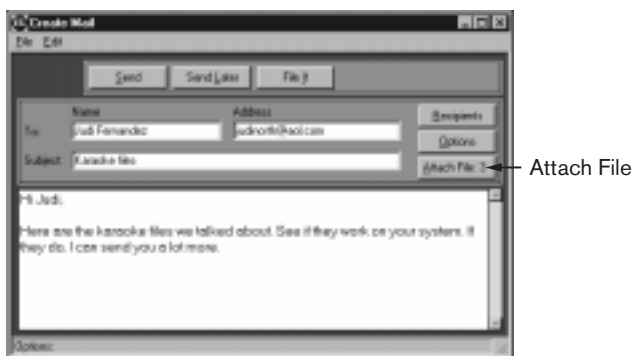 Create Mail
File Edit
Send Send Later File It
Name Address
To: Judi Fernandez judinorth@aol.com
Recipients
Options
Subject: Karaoke files
Attach File: 3
Attach File
Hi Judi,
Here are the karaoke files we talked about. See if they work on your system. If
they do, I can send you a lot more.
Options: